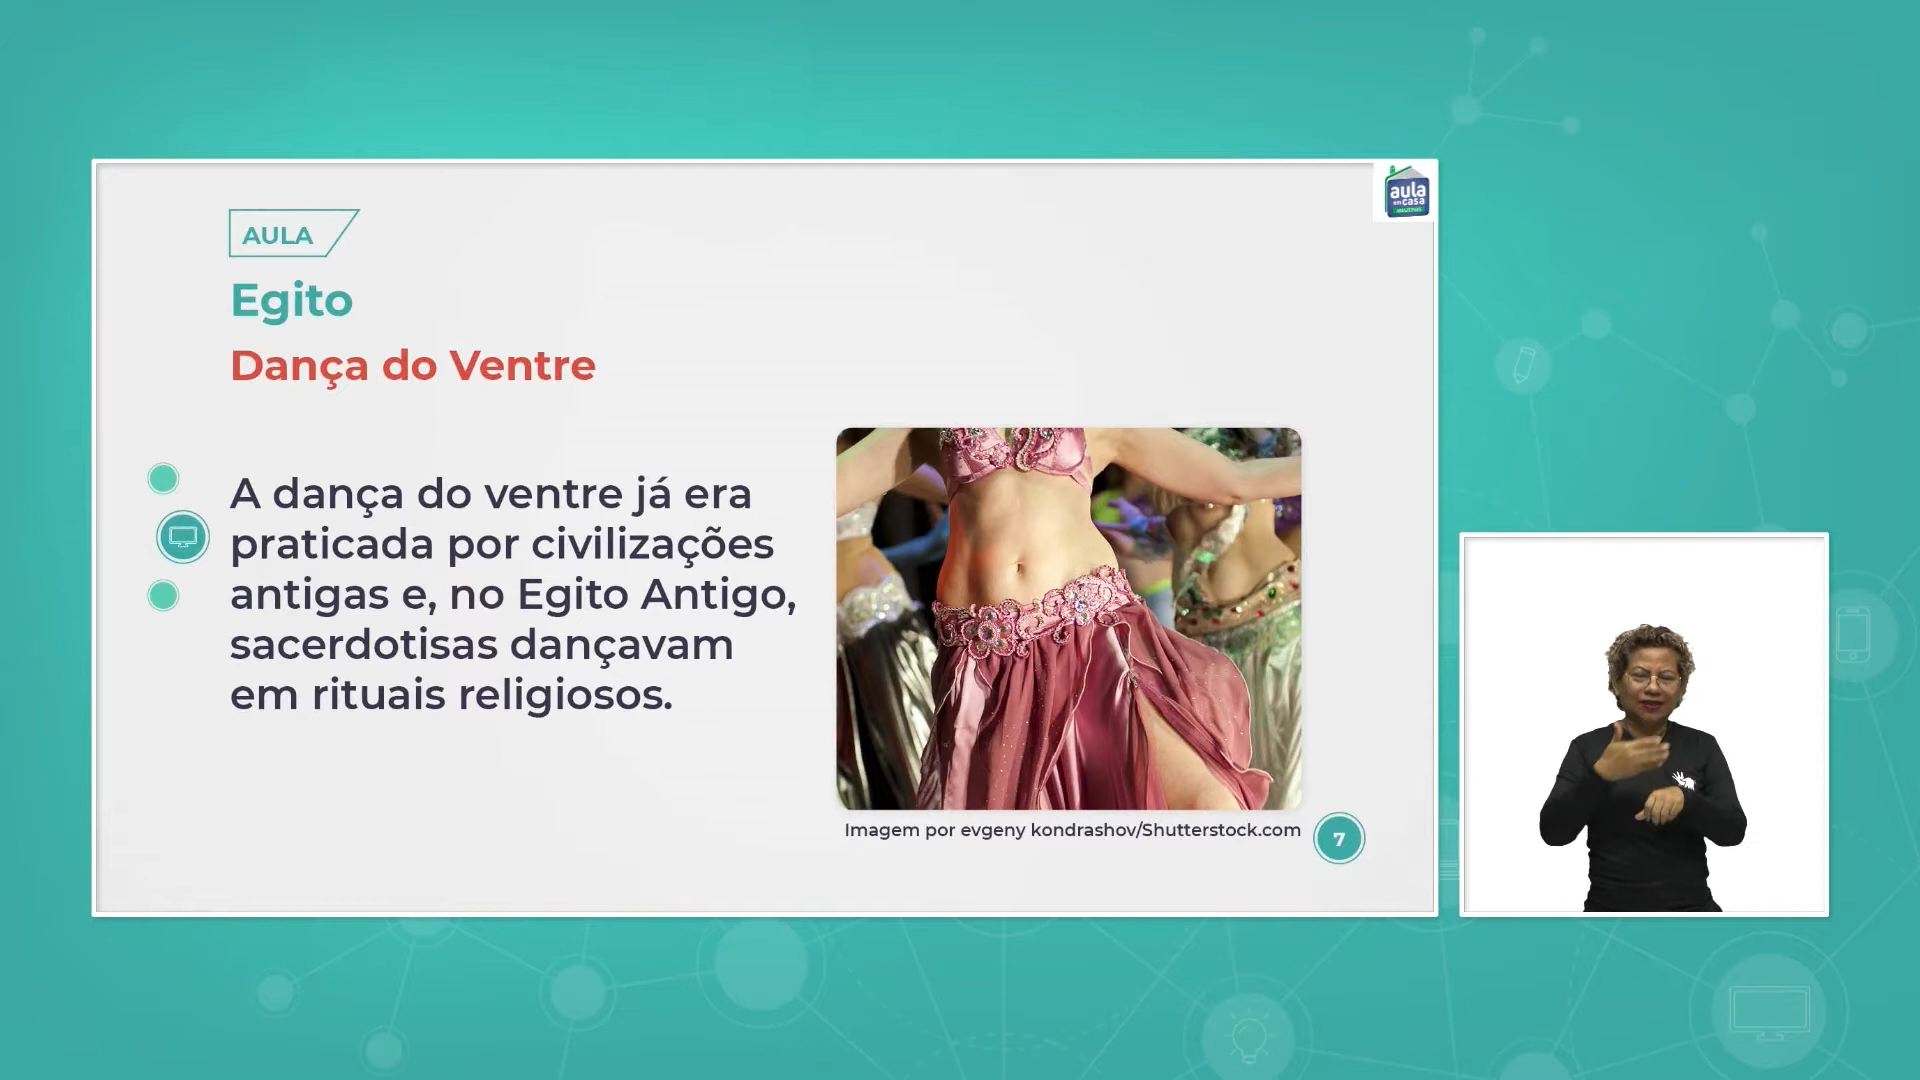 aula
em casa
AMAZONAS
AULA
Egito
Dança do Ventre
A dança do ventre já era
praticada por civilizações
antigas e, no Egito Antigo,
sacerdotisas dançavam
em rituais religiosos.
Imagem por evgeny kondrashov/Shutterstock.com
7